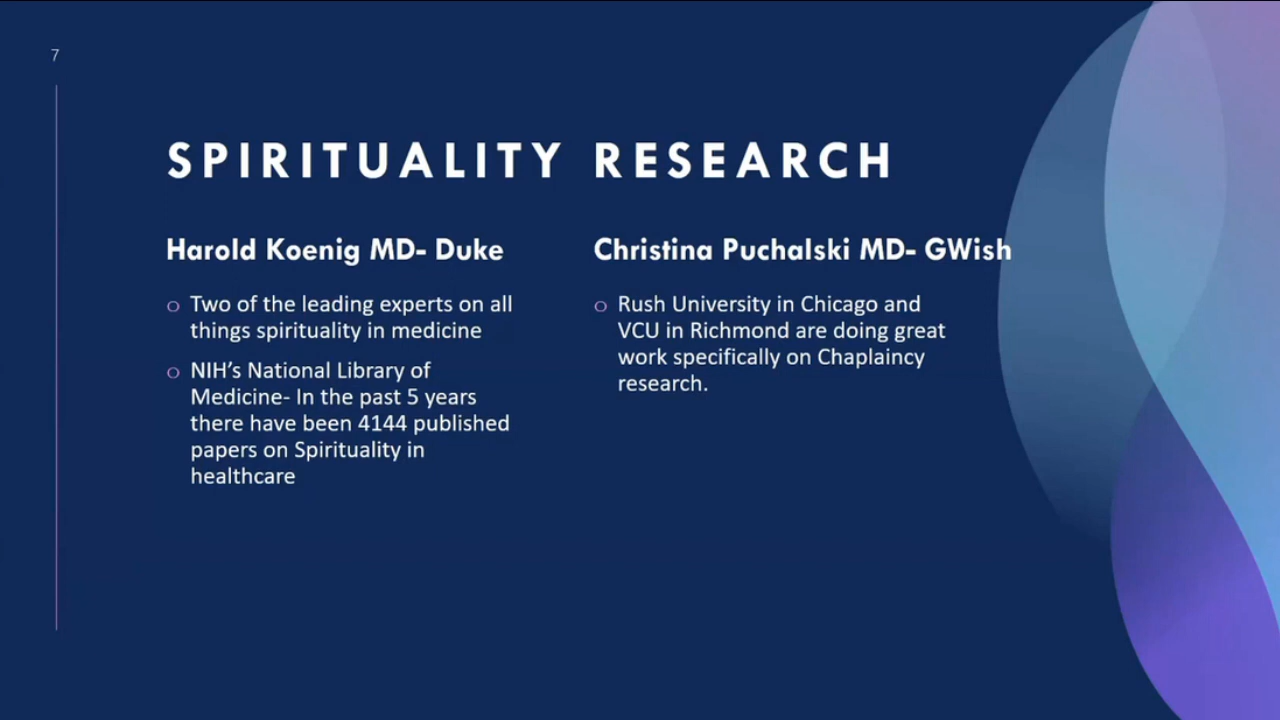 7
SPIRITUALITY RESEARCH
Harold Koenig MD- Duke
o Two of the leading experts on all
things spirituality in medicine
o NIH’s National Library of
Medicine- In the past 5 years
there have been 4144 published
papers on Spirituality in
healthcare
Christina Puchalski MD- GWish
o Rush University in Chicago and
VCU in Richmond are doing great
work specifically on Chaplaincy
research.